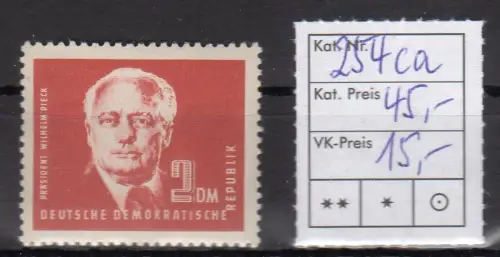 PRÄSIDENT WILHELM PIECK
2 DM
DEUTSCHE DEMOKRATISCHE
REPUBLIK
Kat. Nr.
254ca
Kat. Preis 45,-
VK-Preis 15,-
** * ⊙